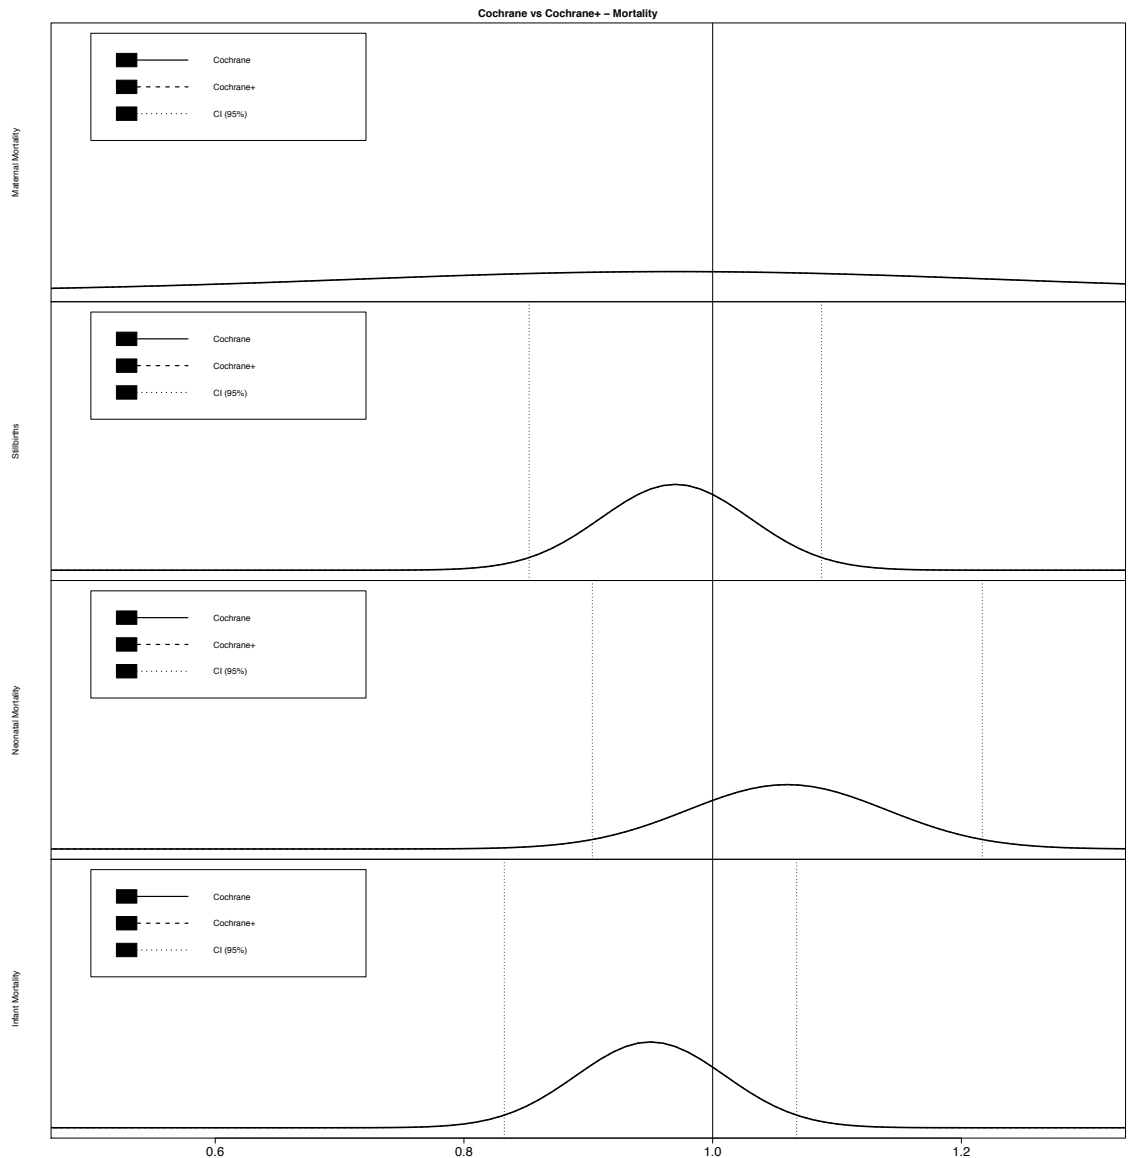 Cochrane vs Cochrane+ – Mortality
Maternal Mortality
Cochrane
Cochrane+
CI (95%)
Stillbirths
Cochrane
Cochrane+
CI (95%)
Neonatal Mortality
Cochrane
Cochrane+
CI (95%)
Infant Mortality
Cochrane
Cochrane+
CI (95%)
0.6 0.8 1.0 1.2